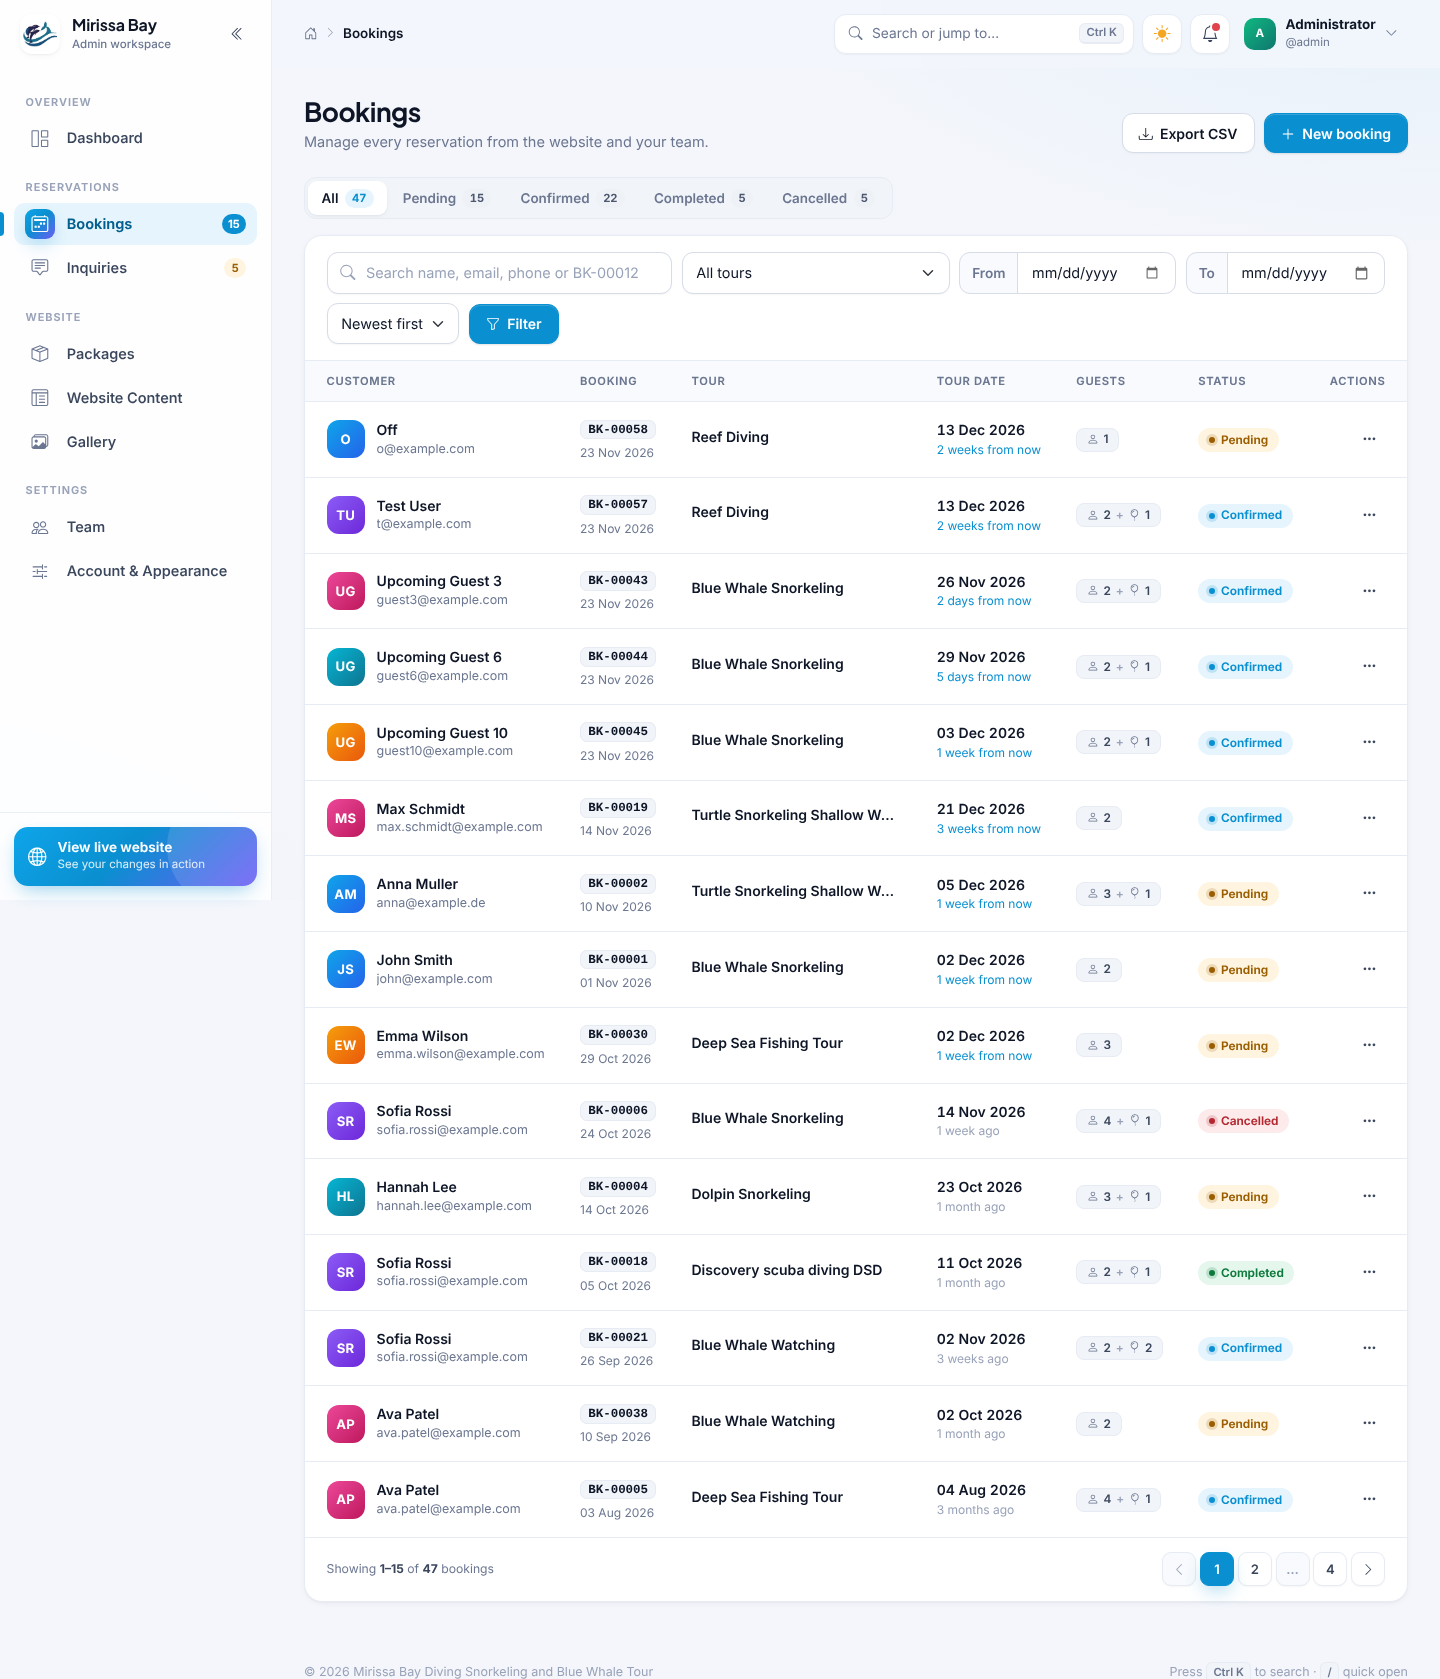 Mirissa Bay
Admin workspace
OVERVIEW
Dashboard
RESERVATIONS
Bookings 15
Inquiries 5
WEBSITE
Packages
Website Content
Gallery
SETTINGS
Team
Account & Appearance
View live website
See your changes in action
Bookings
Search or jump to... Ctrl K
A Administrator
@admin
Bookings
Manage every reservation from the website and your team.
Export CSV
New booking
All 47 Pending 15 Confirmed 22 Completed 5 Cancelled 5
Search name, email, phone or BK-00012 All tours From mm/dd/yyyy To mm/dd/yyyy
Newest first Filter
CUSTOMER BOOKING TOUR TOUR DATE GUESTS STATUS ACTIONS
O Off BK-00058 Reef Diving 13 Dec 2026 1 Pending
o@example.com 23 Nov 2026 2 weeks from now
TU Test User BK-00057 Reef Diving 13 Dec 2026 2 + 1 Confirmed
t@example.com 23 Nov 2026 2 weeks from now
UG Upcoming Guest 3 BK-00043 Blue Whale Snorkeling 26 Nov 2026 2 + 1 Confirmed
guest3@example.com 23 Nov 2026 2 days from now
UG Upcoming Guest 6 BK-00044 Blue Whale Snorkeling 29 Nov 2026 2 + 1 Confirmed
guest6@example.com 23 Nov 2026 5 days from now
UG Upcoming Guest 10 BK-00045 Blue Whale Snorkeling 03 Dec 2026 2 + 1 Confirmed
guest10@example.com 23 Nov 2026 1 week from now
MS Max Schmidt BK-00019 Turtle Snorkeling Shallow W... 21 Dec 2026 2 Confirmed
max.schmidt@example.com 14 Nov 2026 3 weeks from now
AM Anna Muller BK-00002 Turtle Snorkeling Shallow W... 05 Dec 2026 3 + 1 Pending
anna@example.de 10 Nov 2026 1 week from now
JS John Smith BK-00001 Blue Whale Snorkeling 02 Dec 2026 2 Pending
john@example.com 01 Nov 2026 1 week from now
EW Emma Wilson BK-00030 Deep Sea Fishing Tour 02 Dec 2026 3 Pending
emma.wilson@example.com 29 Oct 2026 1 week from now
SR Sofia Rossi BK-00006 Blue Whale Snorkeling 14 Nov 2026 4 + 1 Cancelled
sofia.rossi@example.com 24 Oct 2026 1 week ago
HL Hannah Lee BK-00004 Dolpin Snorkeling 23 Oct 2026 3 + 1 Pending
hannah.lee@example.com 14 Oct 2026 1 month ago
SR Sofia Rossi BK-00018 Discovery scuba diving DSD 11 Oct 2026 2 + 1 Completed
sofia.rossi@example.com 05 Oct 2026 1 month ago
SR Sofia Rossi BK-00021 Blue Whale Watching 02 Nov 2026 2 + 2 Confirmed
sofia.rossi@example.com 26 Sep 2026 3 weeks ago
AP Ava Patel BK-00038 Blue Whale Watching 02 Oct 2026 2 Pending
ava.patel@example.com 10 Sep 2026 1 month ago
AP Ava Patel BK-00005 Deep Sea Fishing Tour 04 Aug 2026 4 + 1 Confirmed
ava.patel@example.com 03 Aug 2026 3 months ago
Showing 1–15 of 47 bookings 1 2 ... 4
© 2026 Mirissa Bay Diving Snorkeling and Blue Whale Tour Press Ctrl K to search · / quick open